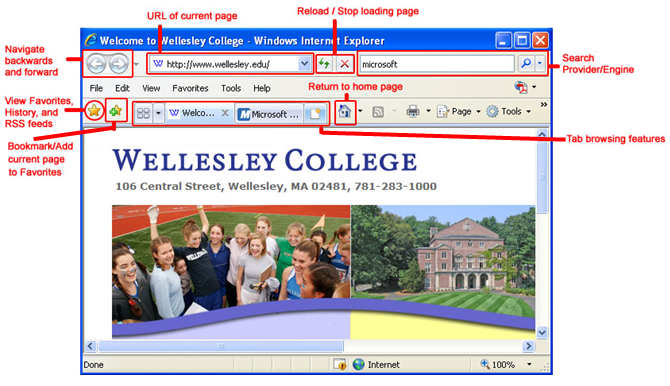 URL of current page
Reload / Stop loading page
Navigate
backwards
and forward
Welcome to Wellesley College - Windows Internet Explorer
W http://www.wellesley.edu/
microsoft
Search
Provider/Engine
File Edit View Favorites Tools Help
Return to home page
View Favorites,
History, and
RSS feeds
W Welco...
M Microsoft ...
Page
Tools
Bookmark/Add
current page
to Favorites
Tab browsing features
WELLESLEY COLLEGE
106 Central Street, Wellesley, MA 02481, 781-283-1000
WELLESLEY
Done
Internet
100%